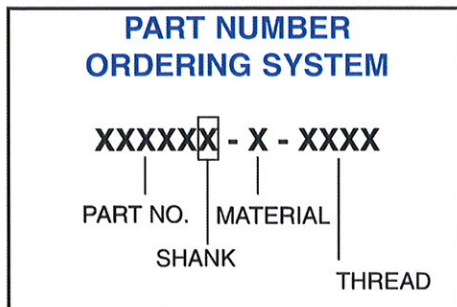 PART NUMBER
ORDERING SYSTEM
XXXXXX - X - XXXX
PART NO.
MATERIAL
SHANK
THREAD